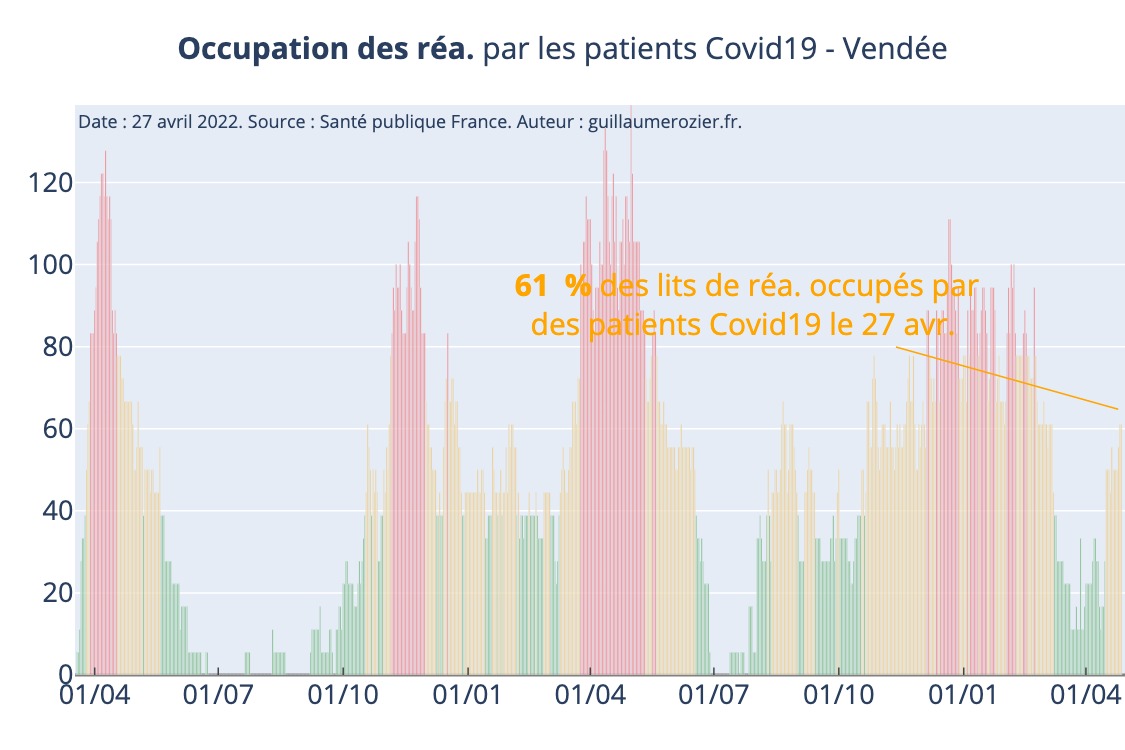 Occupation des réa. par les patients Covid19 - Vendée
Date : 27 avril 2022. Source : Santé publique France. Auteur : guillaumerozier.fr.
120
100
61 % des lits de réa. occupés par
des patients Covid19 le 27 avr.
80
60
40
20
0
01/04 01/07 01/10 01/01 01/04 01/07 01/10 01/01 01/04